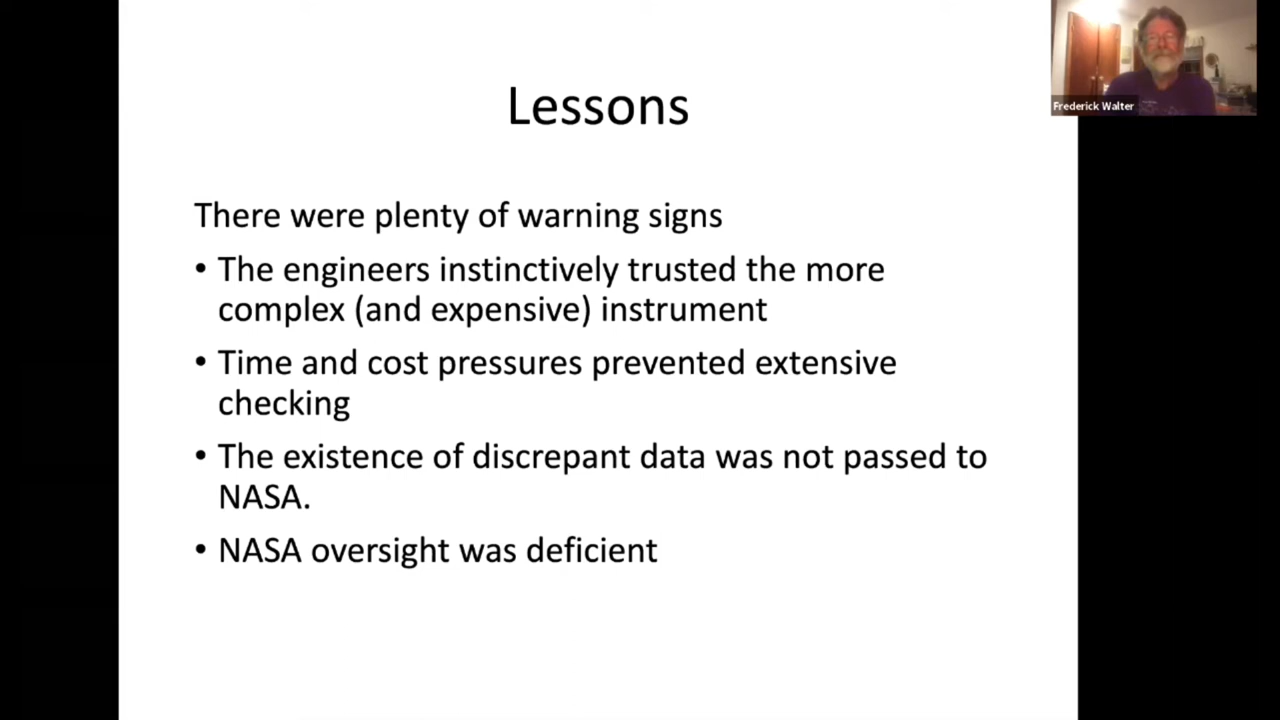 Lessons
Frederick Walter
There were plenty of warning signs
• The engineers instinctively trusted the more
complex (and expensive) instrument
• Time and cost pressures prevented extensive
checking
• The existence of discrepant data was not passed to
NASA.
• NASA oversight was deficient